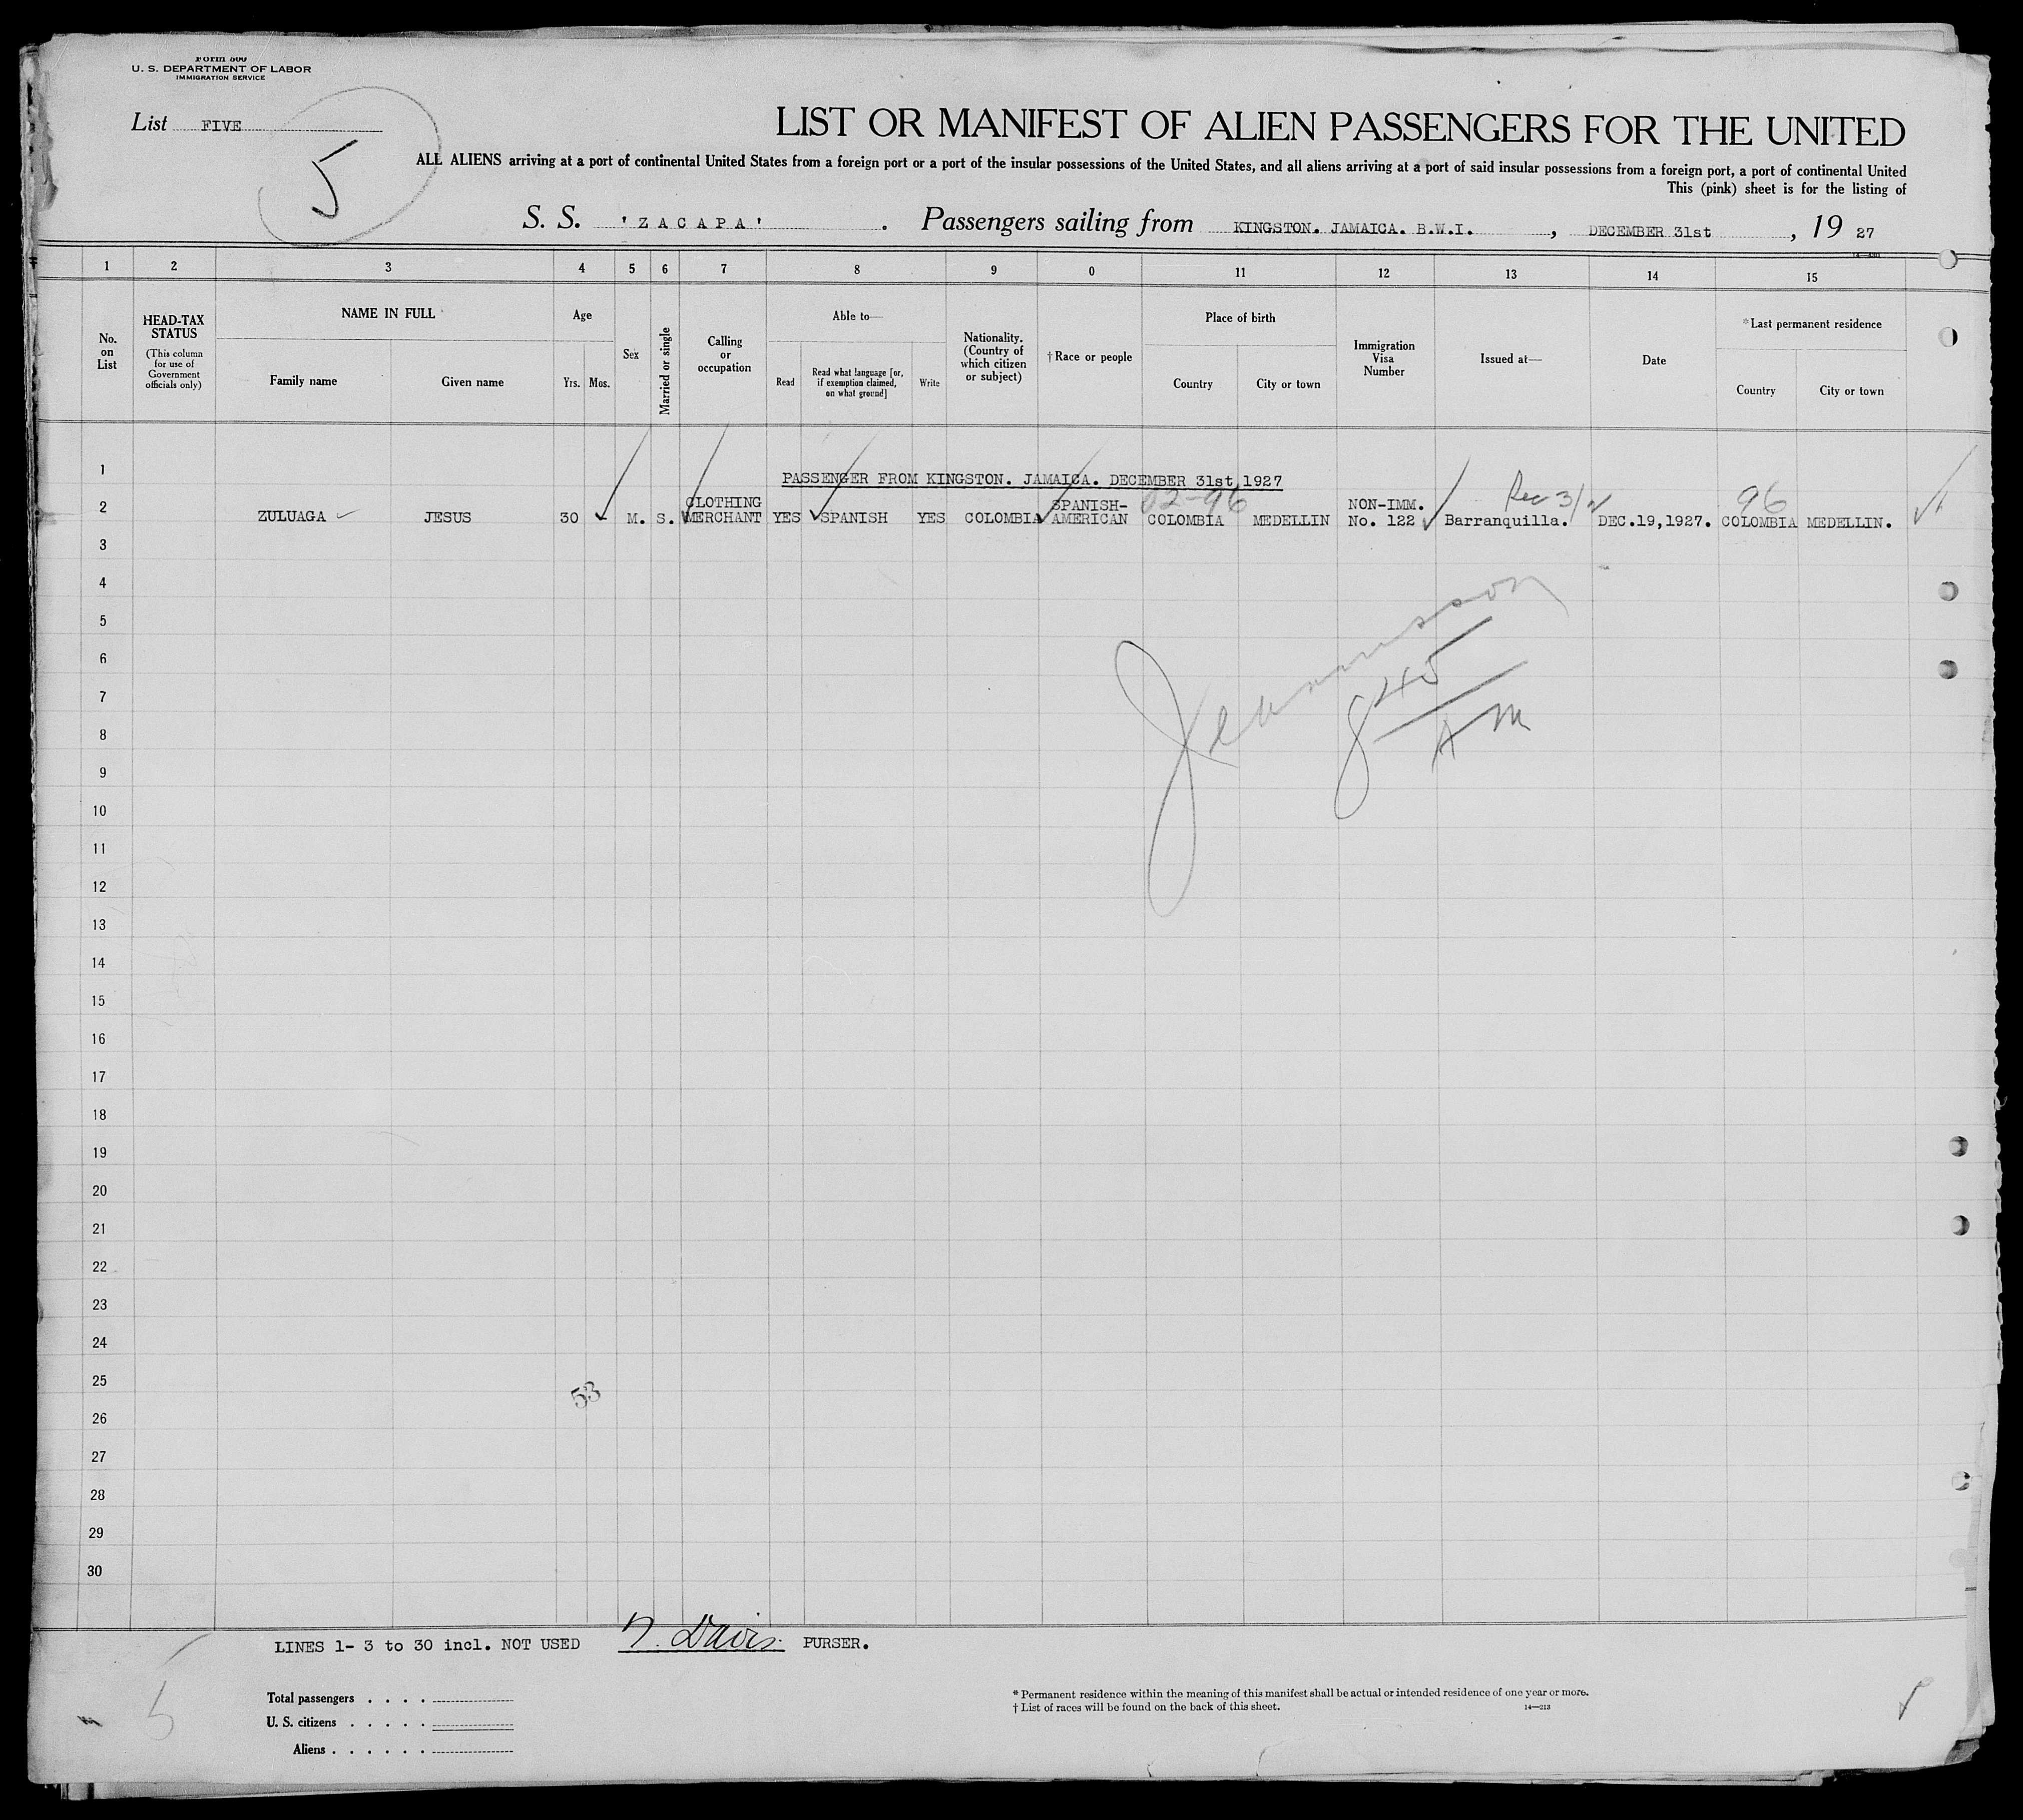 Form 500
U. S. DEPARTMENT OF LABOR
IMMIGRATION SERVICE
List FIVE
5
LIST OR MANIFEST OF ALIEN PASSENGERS FOR THE UNITED
ALL ALIENS arriving at a port of continental United States from a foreign port or a port of the insular possessions of the United States, and all aliens arriving at a port of said insular possessions from a foreign port, a port of continental United
This (pink) sheet is for the listing of
S. S. 'ZACAPA' . Passengers sailing from KINGSTON. JAMAICA. B.W.I. , DECEMBER 31st , 19 27
1 2 3 4 5 6 7 8 9 0 11 12 13 14 15
No. on List
HEAD-TAX STATUS
(This column for use of Government officials only)
NAME IN FULL
Family name Given name
Age
Yrs. Mos.
Sex
Married or single
Calling or occupation
Able to—
Read
Read what language [or, if exemption claimed, on what ground]
Write
Nationality. (Country of which citizen or subject)
†Race or people
Place of birth
Country City or town
Immigration Visa Number
Issued at—
Date
*Last permanent residence
Country City or town
1 PASSENGER FROM KINGSTON. JAMAICA. DECEMBER 31st 1927
02-96 96
2 ZULUAGA JESUS 30 - M. S. CLOTHING MERCHANT YES SPANISH YES COLOMBIA SPANISH-AMERICAN COLOMBIA MEDELLIN NON-IMM. No. 122 Barranquilla. DEC.19,1927. COLOMBIA MEDELLIN.
3
4
5
6
7
845
AM
8
9
10
11
12
13
14
15
16
17
18
19
20
21
22
23
24
25
53
26
27
28
29
30
LINES 1- 3 to 30 incl. NOT USED Davis. PURSER.
5
Total passengers . . . .
U. S. citizens . . . . .
Aliens . . . . . .
* Permanent residence within the meaning of this manifest shall be actual or intended residence of one year or more.
† List of races will be found on the back of this sheet.
14—213